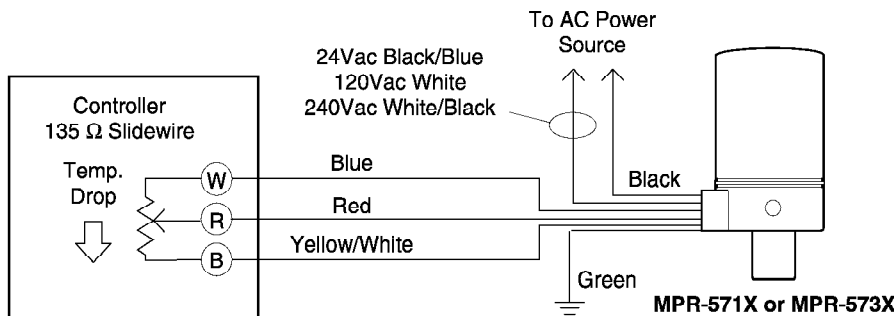 To AC Power
Source
24Vac Black/Blue
120Vac White
240Vac White/Black
Controller
135 Ω Slidewire
Temp.
Drop
W
Blue
Black
R
Red
B
Yellow/White
Green
MPR-571X or MPR-573X